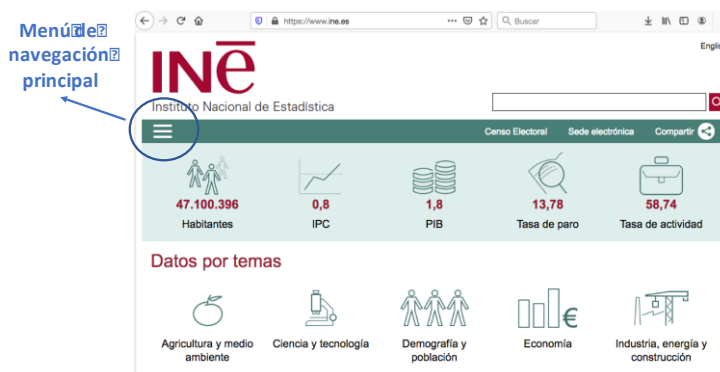 Menú de
navegación
principal
https://www.ine.es
Buscar
English
INe
Instituto Nacional de Estadística
Censo Electoral Sede electrónica Compartir
47.100.396 0,8 1,8 13,78 58,74
Habitantes IPC PIB Tasa de paro Tasa de actividad
Datos por temas
Agricultura y medio Ciencia y tecnología Demografía y Economía Industria, energía y
ambiente población construcción